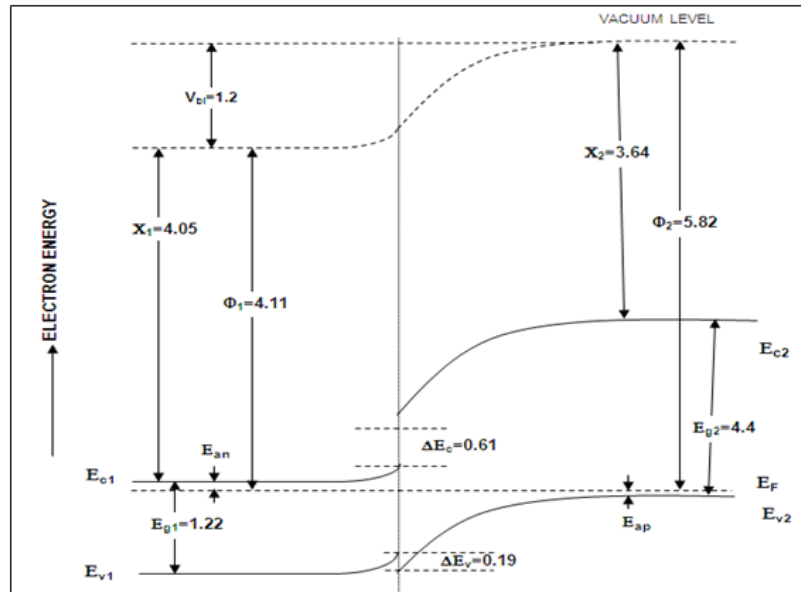 VACUUM LEVEL
V_bi=1.2
X₂=3.64
X₁=4.05
Φ₂=5.82
Φ₁=4.11
ELECTRON ENERGY
E_c2
E_g2=4.4
ΔE_c=0.61
E_an
E_c1
E_F
E_g1=1.22
E_v2
E_ap
ΔE_v=0.19
E_v1